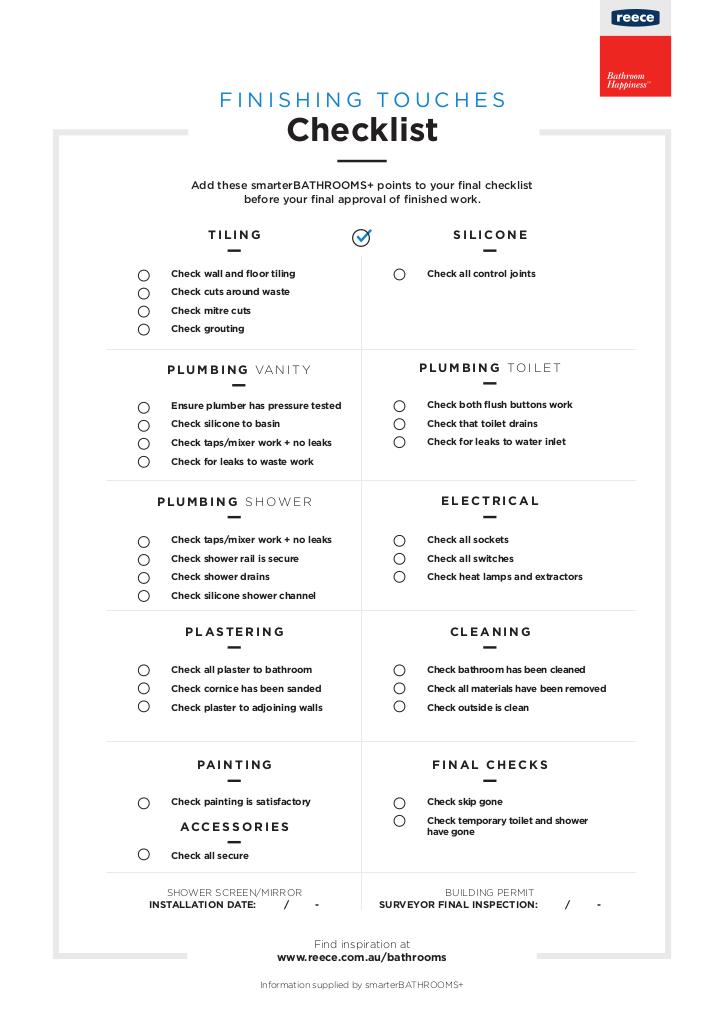 reece
Bathroom
Happiness™
FINISHING TOUCHES
Checklist
Add these smarterBATHROOMS+ points to your final checklist
before your final approval of finished work.
TILING
Check wall and floor tiling
Check cuts around waste
Check mitre cuts
Check grouting
SILICONE
Check all control joints
PLUMBING VANITY
Ensure plumber has pressure tested
Check silicone to basin
Check taps/mixer work + no leaks
Check for leaks to waste work
PLUMBING TOILET
Check both flush buttons work
Check that toilet drains
Check for leaks to water inlet
PLUMBING SHOWER
Check taps/mixer work + no leaks
Check shower rail is secure
Check shower drains
Check silicone shower channel
ELECTRICAL
Check all sockets
Check all switches
Check heat lamps and extractors
PLASTERING
Check all plaster to bathroom
Check cornice has been sanded
Check plaster to adjoining walls
CLEANING
Check bathroom has been cleaned
Check all materials have been removed
Check outside is clean
PAINTING
Check painting is satisfactory
ACCESSORIES
Check all secure
FINAL CHECKS
Check skip gone
Check temporary toilet and shower
have gone
SHOWER SCREEN/MIRROR
INSTALLATION DATE: / -
BUILDING PERMIT
SURVEYOR FINAL INSPECTION: / -
Find inspiration at
www.reece.com.au/bathrooms
Information supplied by smarterBATHROOMS+